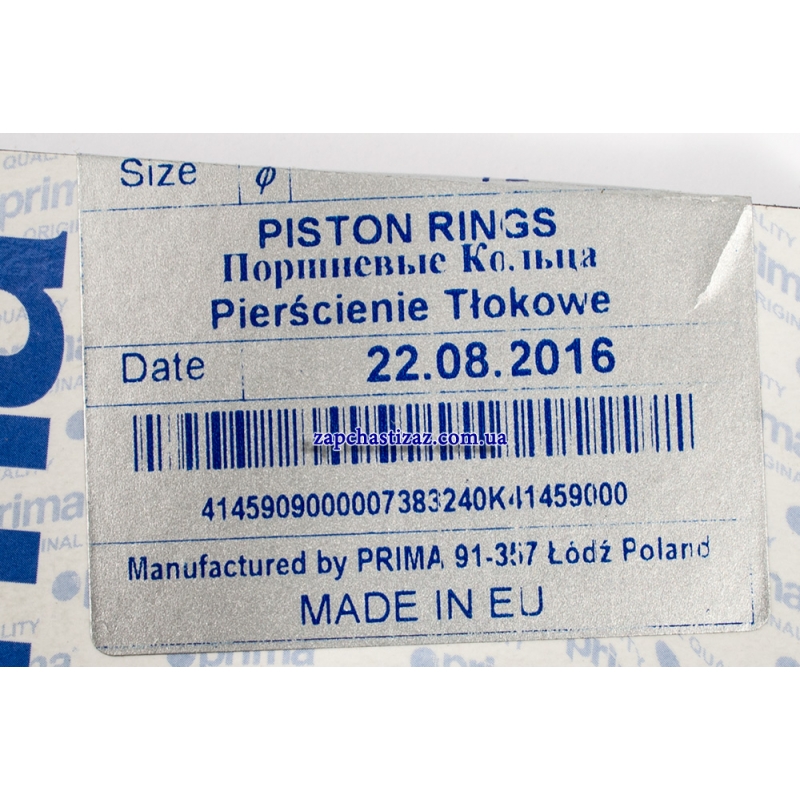 Size φ
PISTON RINGS
Поршневые Кольца
Pierścienie Tłokowe
Date 22.08.2016
zapchastizaz.com.ua
4145909000007383240K41459000
Manufactured by PRIMA 91-357 Łódź Poland
MADE IN EU
prima